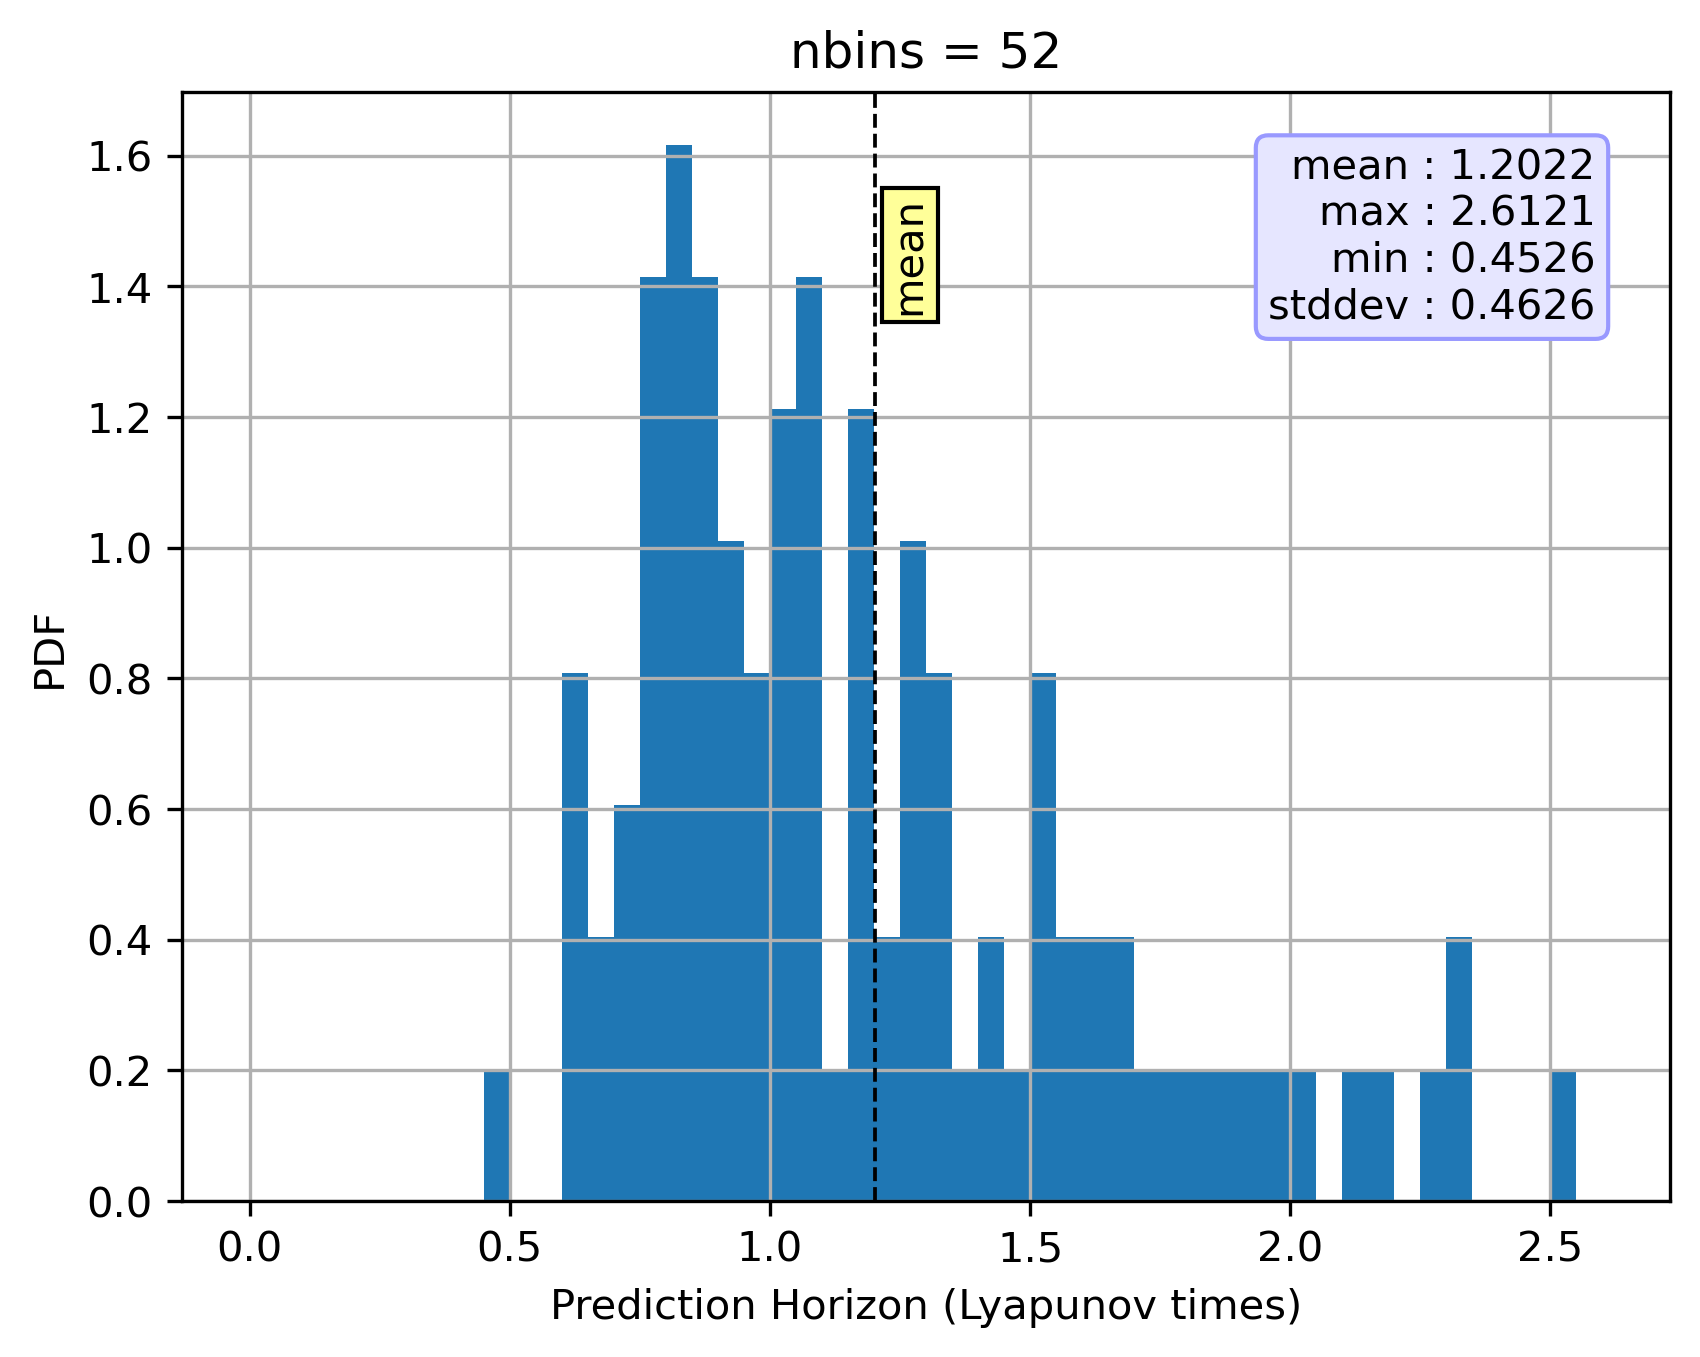 nbins = 52
mean : 1.2022
max : 2.6121
min : 0.4526
stddev : 0.4626
mean
1.6
1.4
1.2
1.0
0.8
0.6
0.4
0.2
0.0
PDF
0.0 0.5 1.0 1.5 2.0 2.5
Prediction Horizon (Lyapunov times)